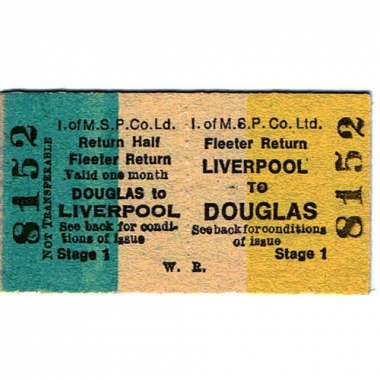 8152
NOT TRANSFERABLE
I. of M. S. P. Co. Ld.
Return Half
Fleeter Return
Valid one month
DOUGLAS to
LIVERPOOL
See back for condi-
tions of issue
Stage 1
I. of M. S. P. Co. Ltd.
Fleeter Return
LIVERPOOL
TO
DOUGLAS
See back for conditions
of issue
Stage 1
W. R.
8152